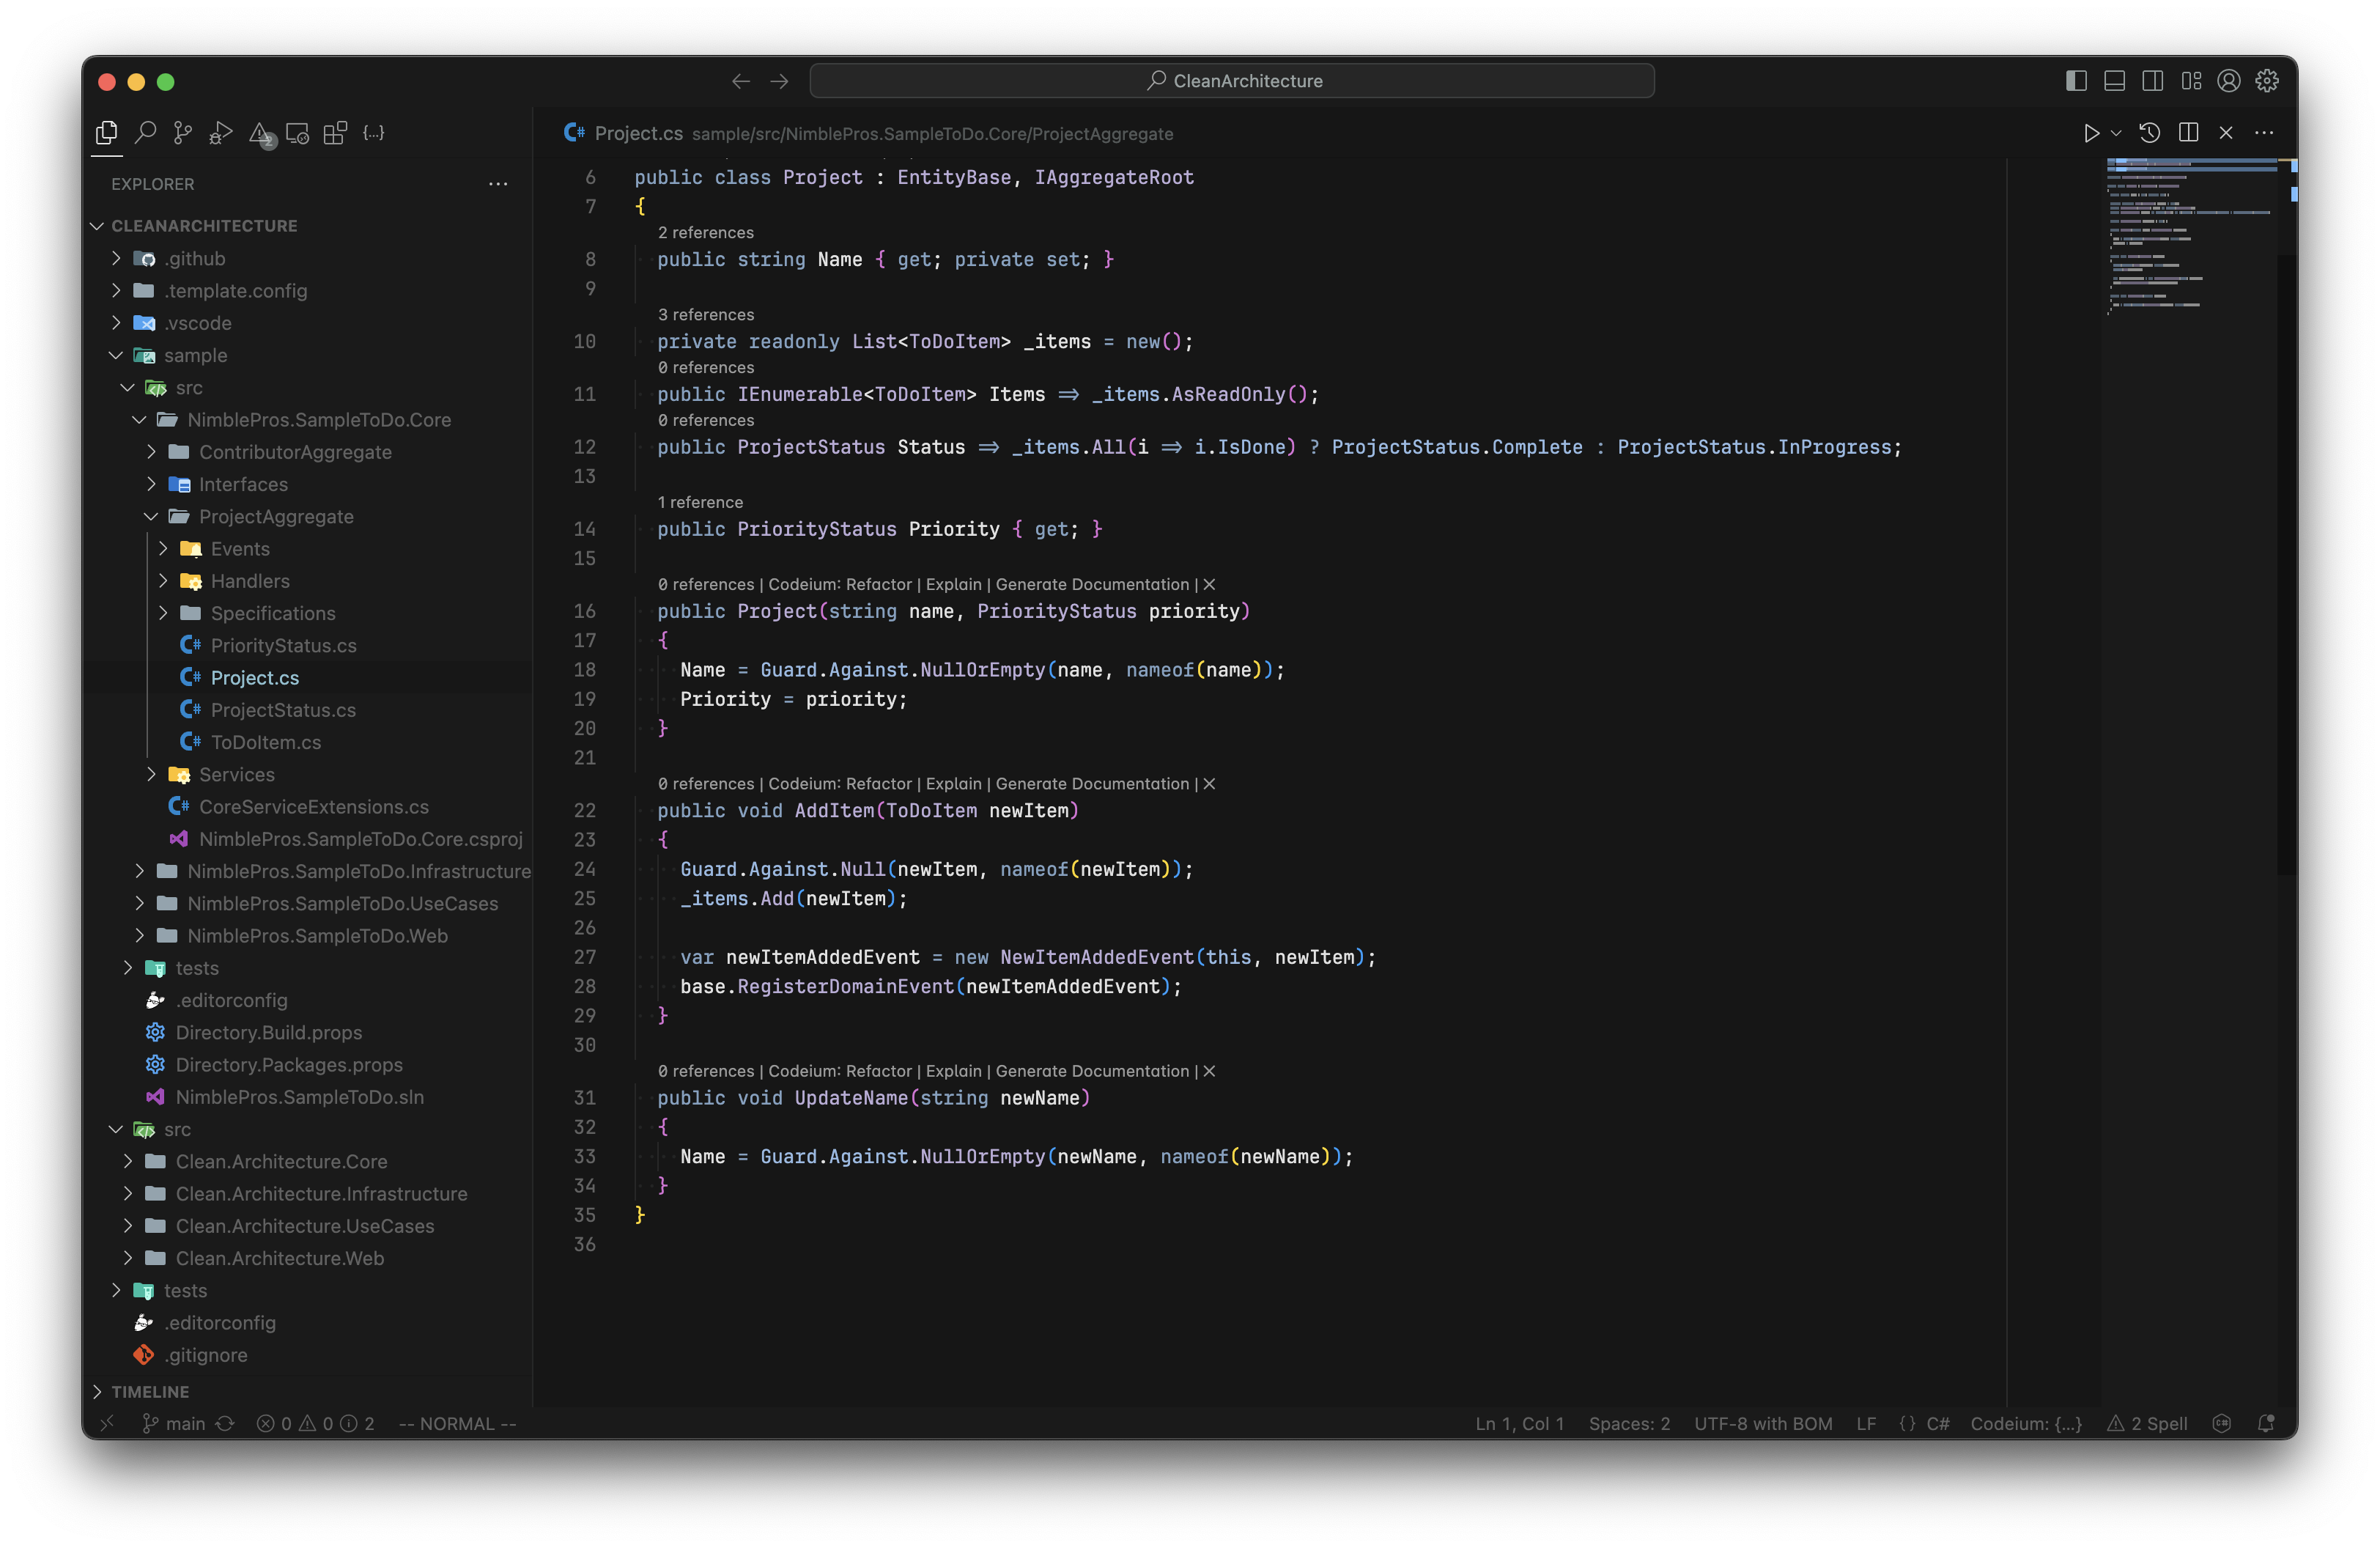 CleanArchitecture
2
{...}
Project.cs sample/src/NimblePros.SampleToDo.Core/ProjectAggregate
EXPLORER
CLEANARCHITECTURE
.github
.template.config
.vscode
sample
src
NimblePros.SampleToDo.Core
ContributorAggregate
Interfaces
ProjectAggregate
Events
Handlers
Specifications
PriorityStatus.cs
Project.cs
ProjectStatus.cs
ToDoItem.cs
Services
CoreServiceExtensions.cs
NimblePros.SampleToDo.Core.csproj
NimblePros.SampleToDo.Infrastructure
NimblePros.SampleToDo.UseCases
NimblePros.SampleToDo.Web
tests
.editorconfig
Directory.Build.props
Directory.Packages.props
NimblePros.SampleToDo.sln
src
Clean.Architecture.Core
Clean.Architecture.Infrastructure
Clean.Architecture.UseCases
Clean.Architecture.Web
tests
.editorconfig
.gitignore
TIMELINE
6 public class Project : EntityBase, IAggregateRoot
7 {
2 references
8 public string Name { get; private set; }
9
3 references
10 private readonly List<ToDoItem> _items = new();
0 references
11 public IEnumerable<ToDoItem> Items => _items.AsReadOnly();
0 references
12 public ProjectStatus Status => _items.All(i => i.IsDone) ? ProjectStatus.Complete : ProjectStatus.InProgress;
13
1 reference
14 public PriorityStatus Priority { get; }
15
0 references | Codeium: Refactor | Explain | Generate Documentation | ×
16 public Project(string name, PriorityStatus priority)
17 {
18 Name = Guard.Against.NullOrEmpty(name, nameof(name));
19 Priority = priority;
20 }
21
0 references | Codeium: Refactor | Explain | Generate Documentation | ×
22 public void AddItem(ToDoItem newItem)
23 {
24 Guard.Against.Null(newItem, nameof(newItem));
25 _items.Add(newItem);
26
27 var newItemAddedEvent = new NewItemAddedEvent(this, newItem);
28 base.RegisterDomainEvent(newItemAddedEvent);
29 }
30
0 references | Codeium: Refactor | Explain | Generate Documentation | ×
31 public void UpdateName(string newName)
32 {
33 Name = Guard.Against.NullOrEmpty(newName, nameof(newName));
34 }
35 }
36
main 0 0 2 -- NORMAL -- Ln 1, Col 1 Spaces: 2 UTF-8 with BOM LF {} C# Codeium: {...} 2 Spell